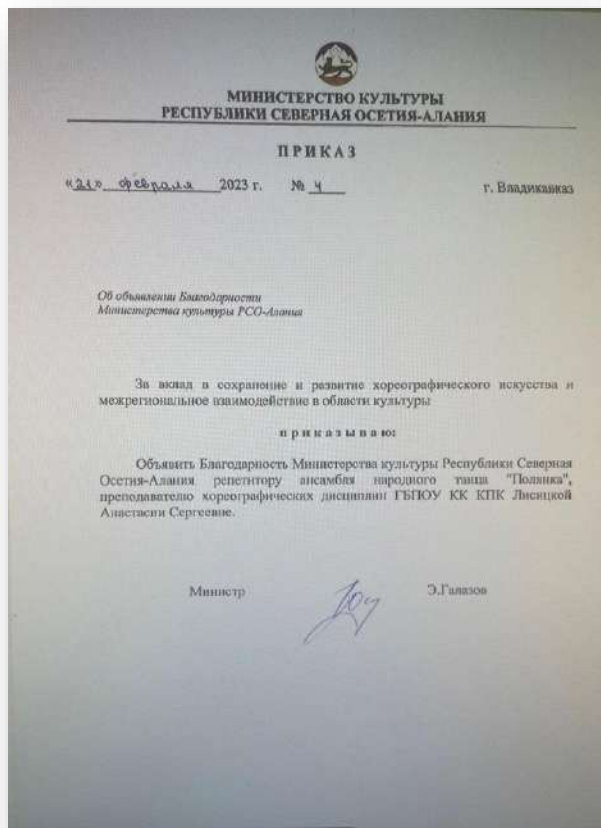 МИНИСТЕРСТВО КУЛЬТУРЫ
РЕСПУБЛИКИ СЕВЕРНАЯ ОСЕТИЯ-АЛАНИЯ
ПРИКАЗ
«21» февраля 2023 г. № 4 г. Владикавказ
Об объявлении Благодарности
Министерства культуры РСО-Алания
За вклад в сохранение и развитие хореографического искусства и
межрегиональное взаимодействие в области культуры
приказываю:
Объявить Благодарность Министерства культуры Республики Северная
Осетия-Алания репетитору ансамбля народного танца "Полянка",
преподавателю хореографических дисциплин ГБПОУ КК КПК Лисицкой
Анастасии Сергеевне.
Министр Э.Галазов